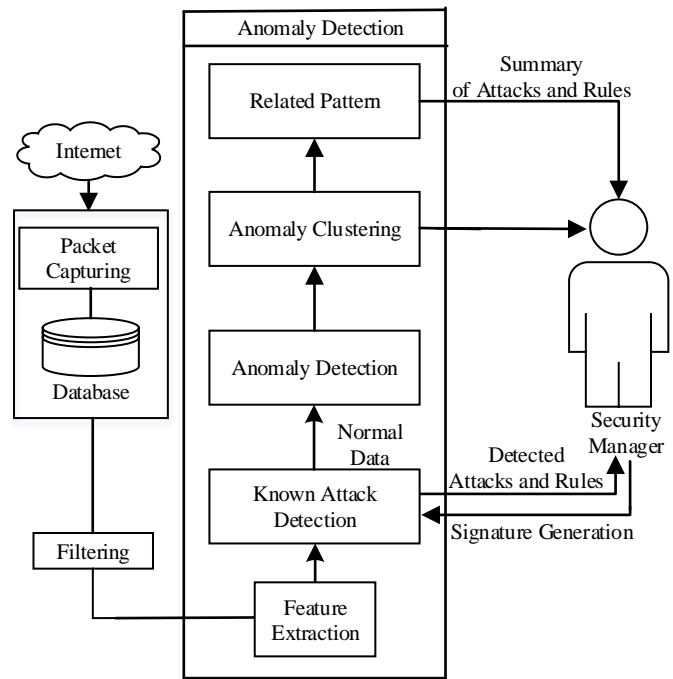 Anomaly Detection
Related Pattern
Summary
of Attacks and Rules
Internet
Packet
Capturing
Database
Anomaly Clustering
Anomaly Detection
Normal
Data
Security
Manager
Detected
Attacks and Rules
Known Attack
Detection
Signature Generation
Filtering
Feature
Extraction